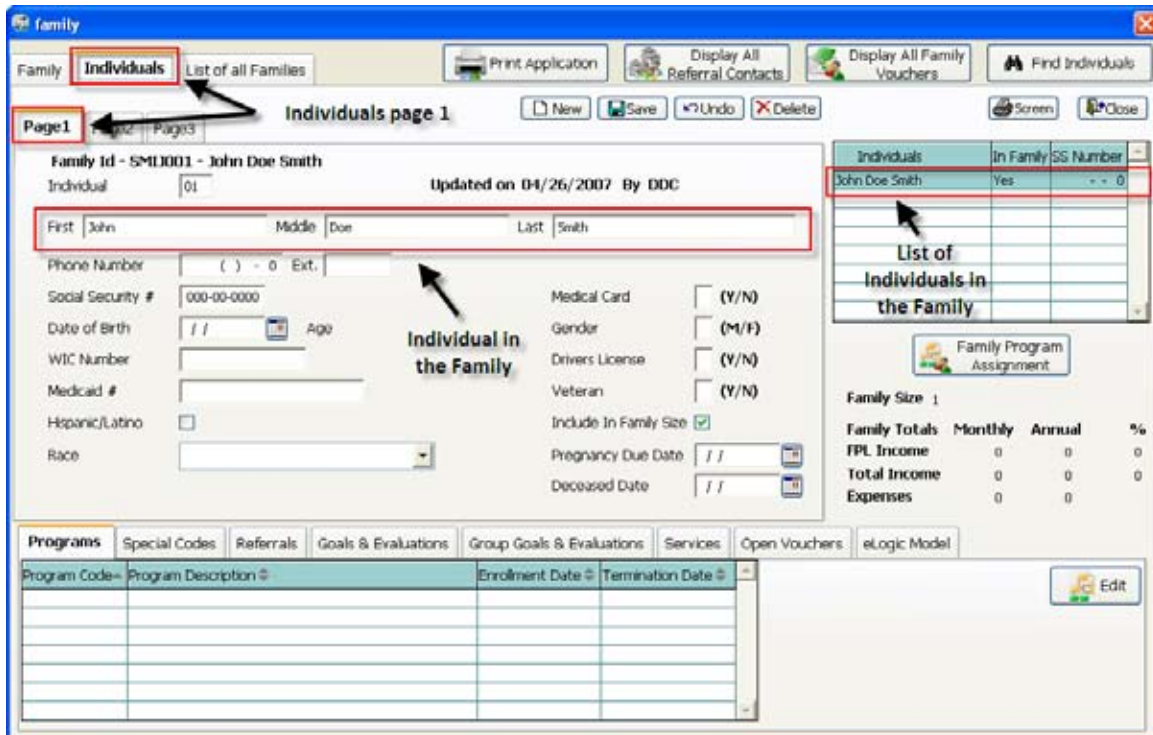 family
Family Individuals List of all Families Print Application Display All Referral Contacts Display All Family Vouchers Find Individuals
Individuals page 1 New Save Undo Delete Screen Close
Page1 Page2 Page3
Family Id - SMIJ001 - John Doe Smith
Individual 01 Updated on 04/26/2007 By DDC
First John Middle Doe Last Smith
Phone Number ( ) - 0 Ext.
Social Security # 000-00-0000 Medical Card (Y/N)
Date of Birth / / Age Gender (M/F)
WIC Number Drivers License (Y/N)
Medicaid # Veteran (Y/N)
Hispanic/Latino Include In Family Size
Race Pregnancy Due Date / /
Deceased Date / /
Individual in
the Family
Individuals In Family SS Number
John Doe Smith Yes - - 0
List of
Individuals in
the Family
Family Program
Assignment
Family Size 1
Family Totals Monthly Annual %
FPL Income 0 0 0
Total Income 0 0 0
Expenses 0 0
Programs Special Codes Referrals Goals & Evaluations Group Goals & Evaluations Services Open Vouchers eLogic Model
Program Code Program Description Enrollment Date Termination Date
Edit